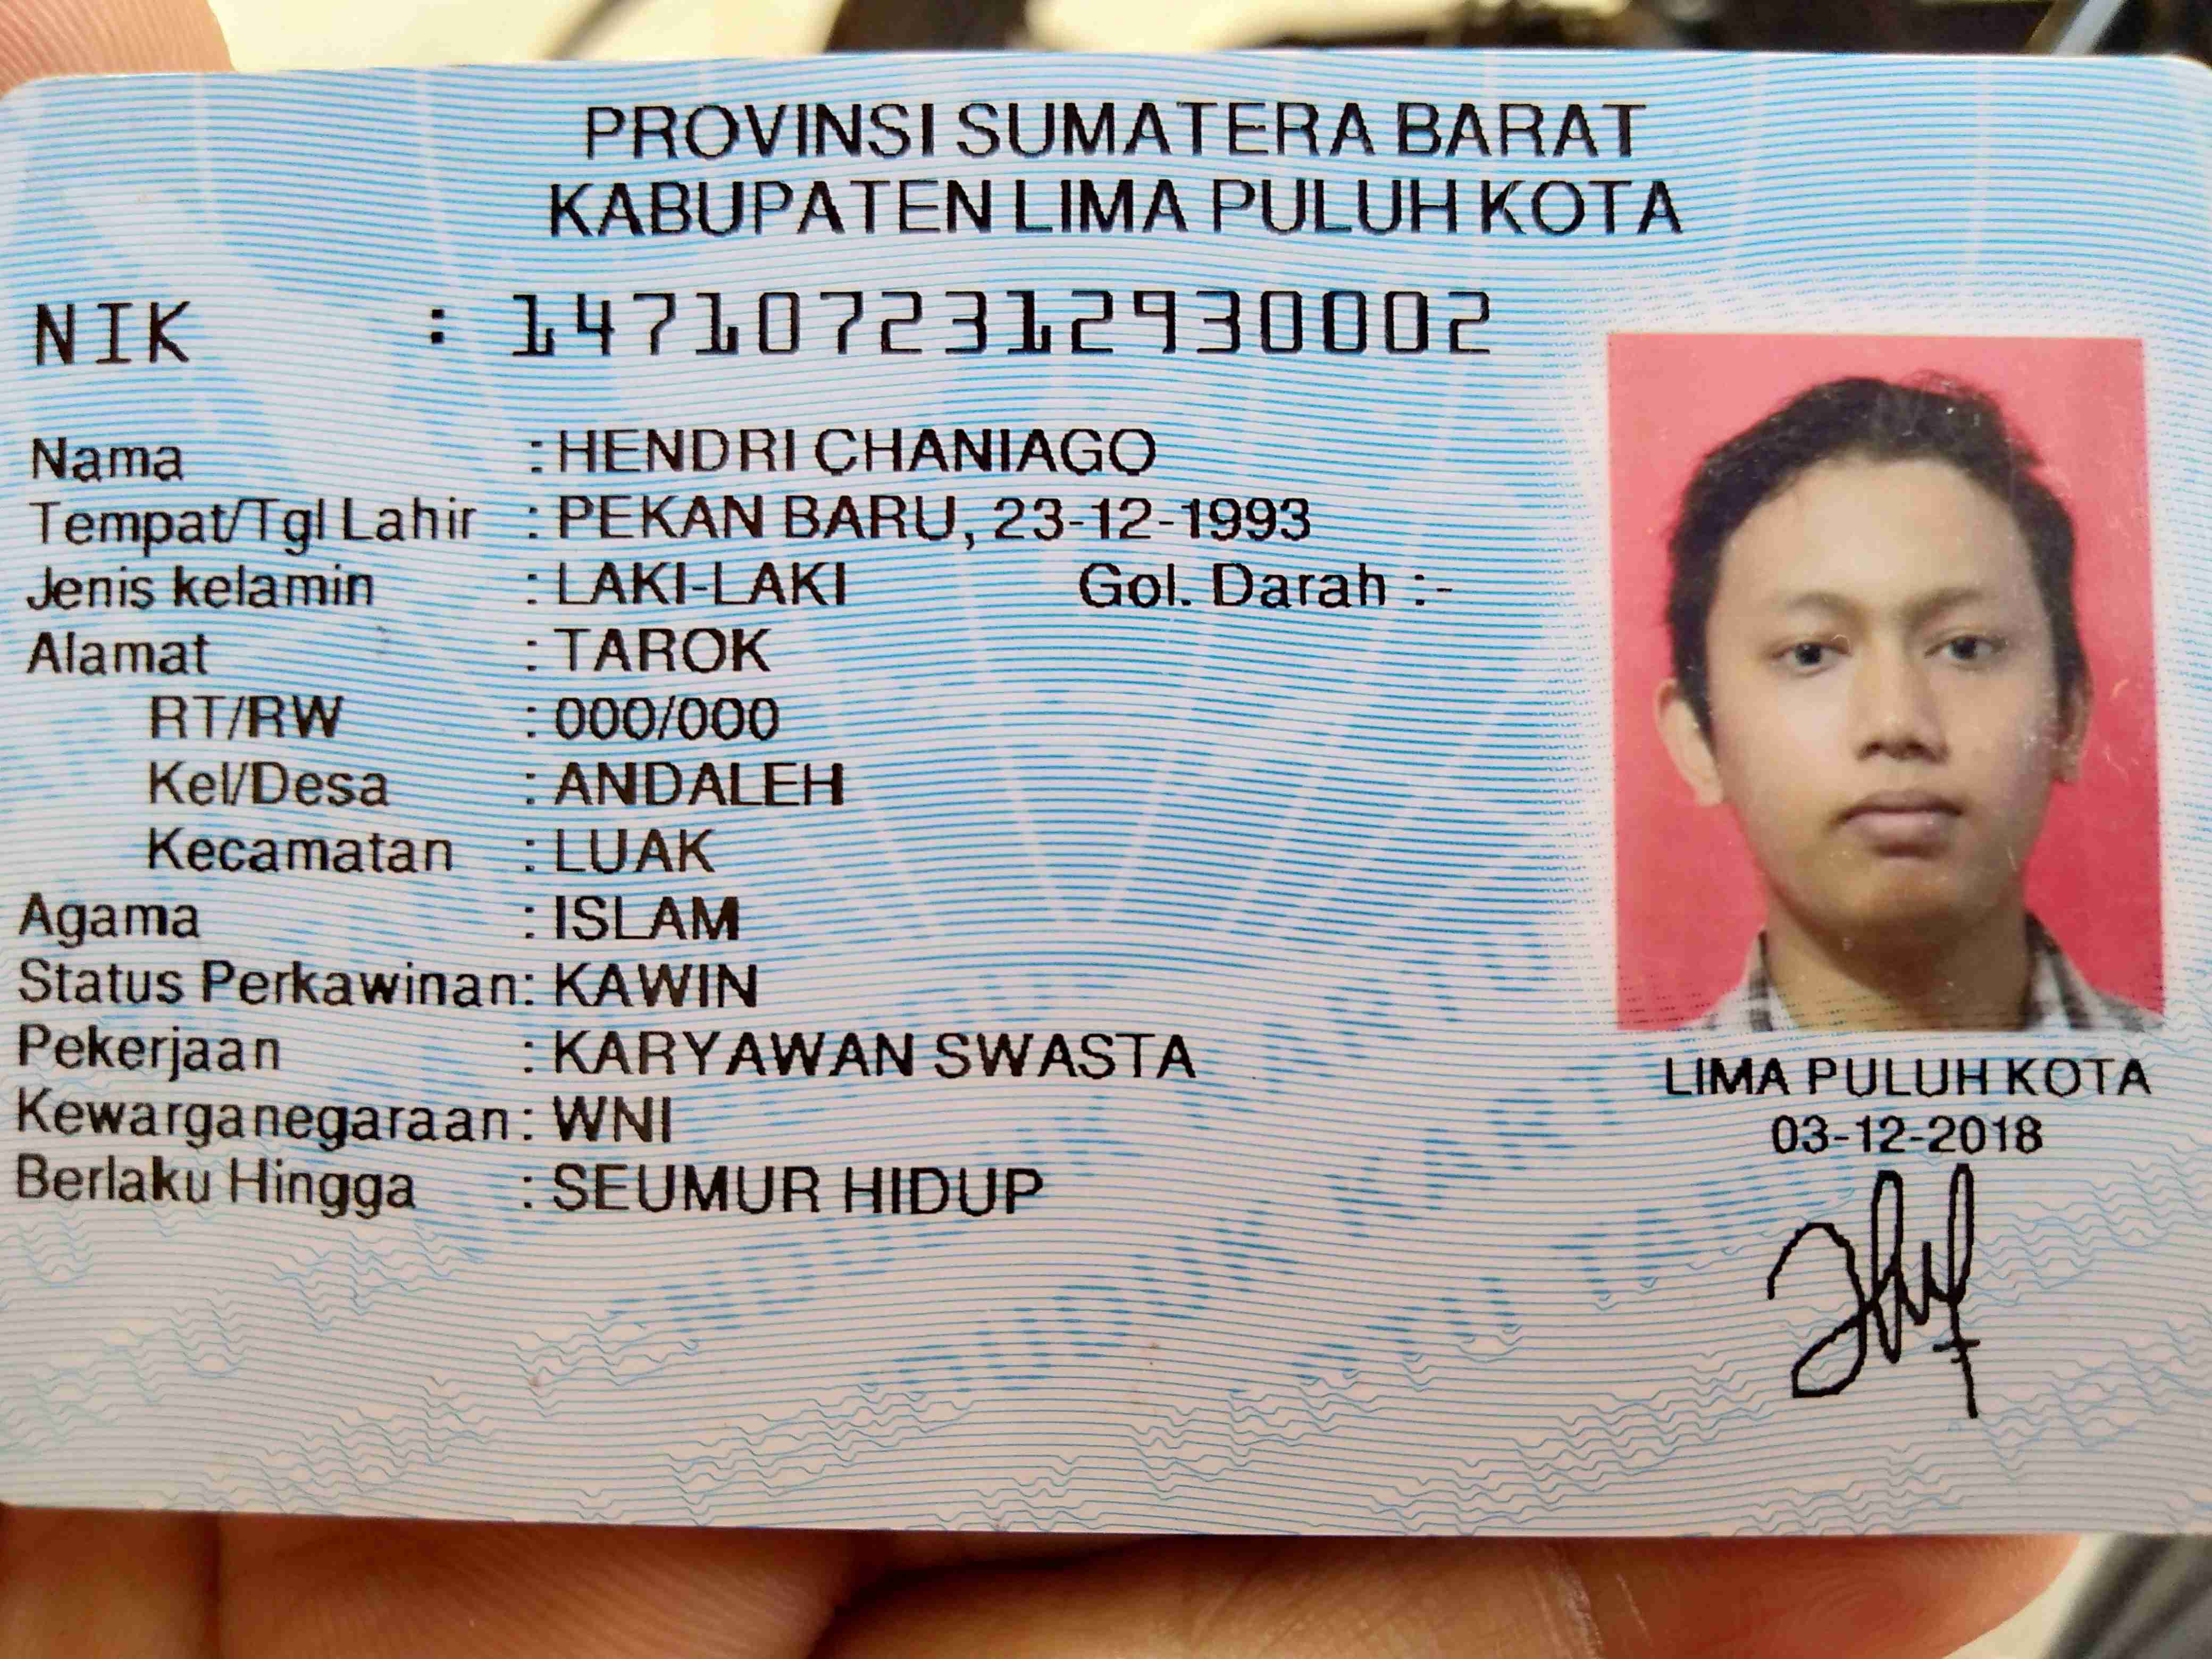 PROVINSI SUMATERA BARAT
KABUPATEN LIMA PULUH KOTA
NIK : 1471072312930002
Nama : HENDRI CHANIAGO
Tempat/Tgl Lahir : PEKAN BARU, 23-12-1993
Jenis kelamin : LAKI-LAKI Gol. Darah :-
Alamat : TAROK
RT/RW : 000/000
Kel/Desa : ANDALEH
Kecamatan : LUAK
Agama : ISLAM
Status Perkawinan: KAWIN
Pekerjaan : KARYAWAN SWASTA
Kewarganegaraan: WNI
Berlaku Hingga : SEUMUR HIDUP
LIMA PULUH KOTA
03-12-2018